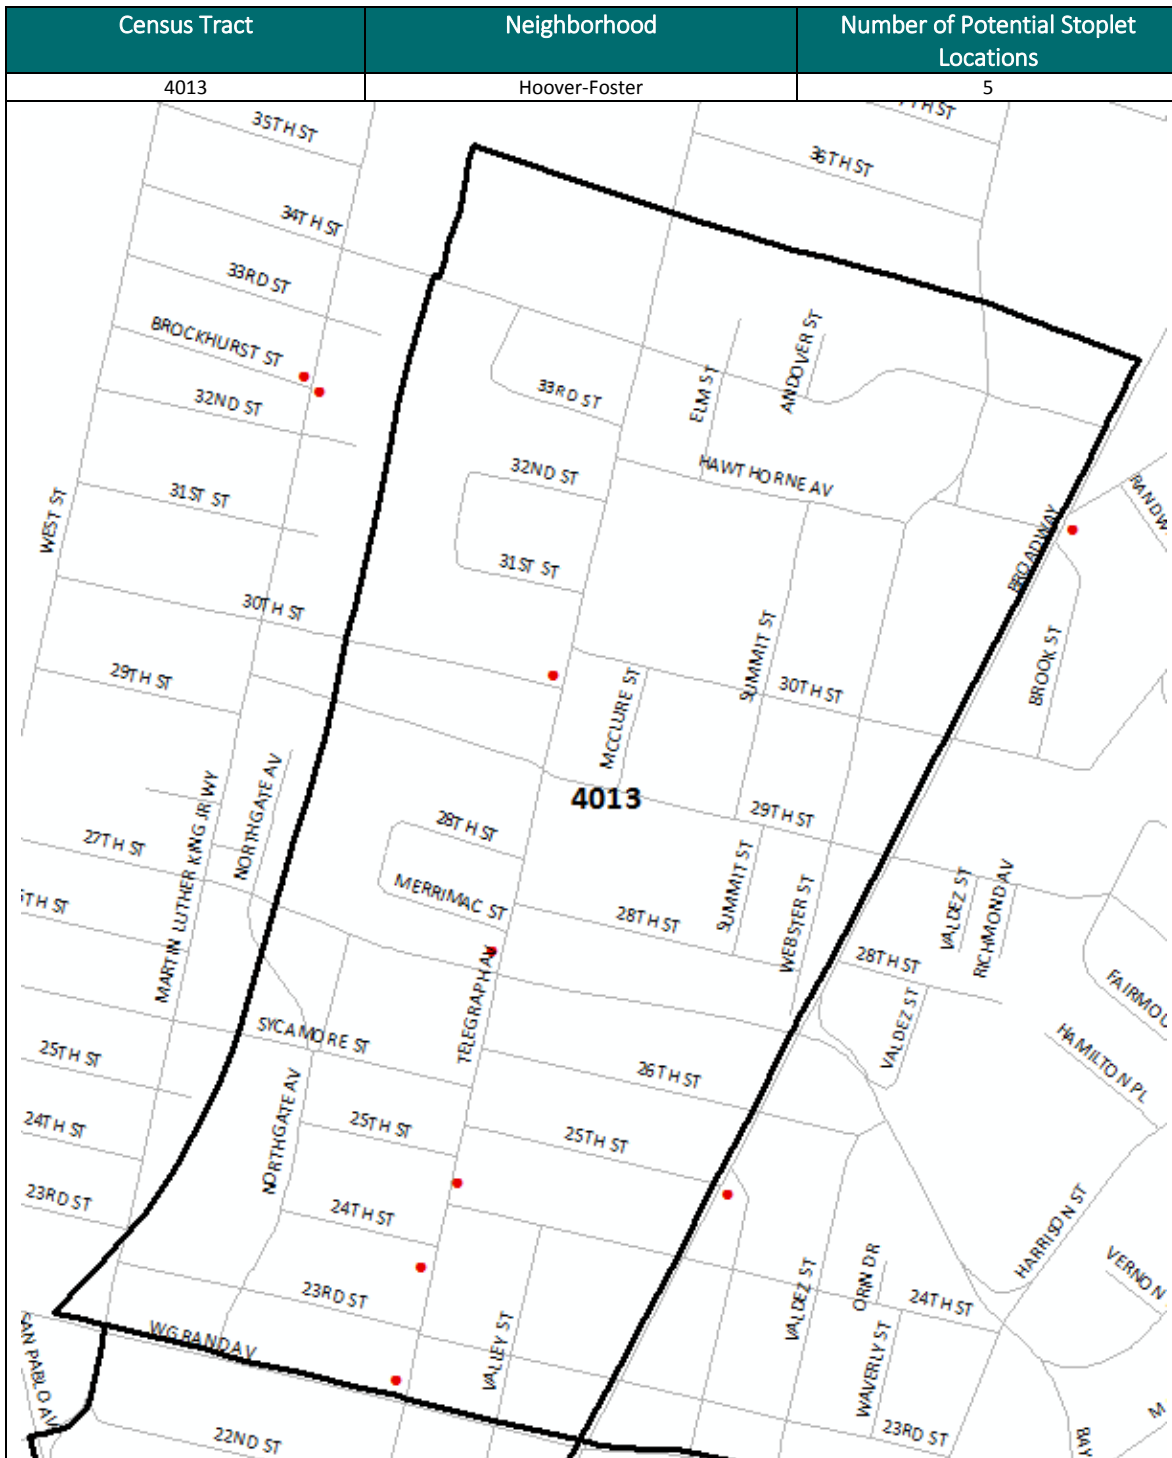 Census Tract
Neighborhood
Number of Potential Stoplet
Locations
4013
Hoover-Foster
5
35TH ST
36TH ST
34TH ST
33RD ST
BROCKHURST ST
32ND ST
31ST ST
WEST ST
30TH ST
29TH ST
27TH ST
MARTIN LUTHER KING JR WY
NORTHGATE AV
25TH ST
24TH ST
23RD ST
33RD ST
32ND ST
31ST ST
ELM ST
ANDOVER ST
HAWTHORNE AV
BROADWAY
BROOK ST
SUMMIT ST
MCCLURE ST
30TH ST
4013
29TH ST
28TH ST
MERRIMAC ST
28TH ST
SUMMIT ST
WEBSTER ST
VALDEZ ST
RICHMOND AV
28TH ST
VALDEZ ST
HAMILTON PL
TELEGRAPH AV
SYCAMORE ST
26TH ST
NORTHGATE AV
25TH ST
25TH ST
24TH ST
23RD ST
W GRAND AV
VALLEY ST
VALDEZ ST
ORIN DR
HARRISON ST
VERNON
24TH ST
WAVERLY ST
23RD ST
SAN PABLO AV
22ND ST
BAY